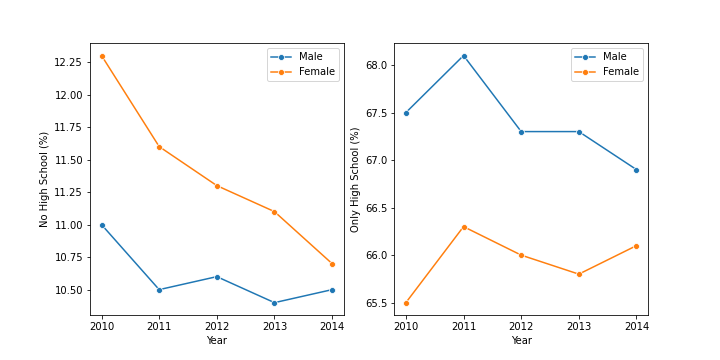 No High School (%)
12.25
12.00
11.75
11.50
11.25
11.00
10.75
10.50
2010 2011 2012 2013 2014
Year
Male
Female
Only High School (%)
68.0
67.5
67.0
66.5
66.0
65.5
2010 2011 2012 2013 2014
Year
Male
Female